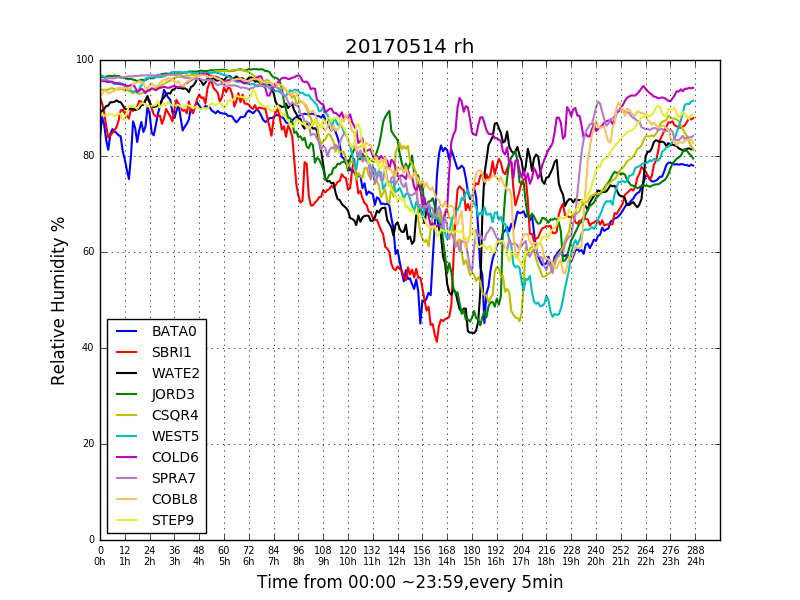 20170514 rh
100
80
60
40
20
0
Relative Humidity %
BATA0
SBRI1
WATE2
JORD3
CSQR4
WEST5
COLD6
SPRA7
COBL8
STEP9
0 12 24 36 48 60 72 84 96 108 120 132 144 156 168 180 192 204 216 228 240 252 264 276 288
0h 1h 2h 3h 4h 5h 6h 7h 8h 9h 10h 11h 12h 13h 14h 15h 16h 17h 18h 19h 20h 21h 22h 23h 24h
Time from 00:00 ~23:59,every 5min